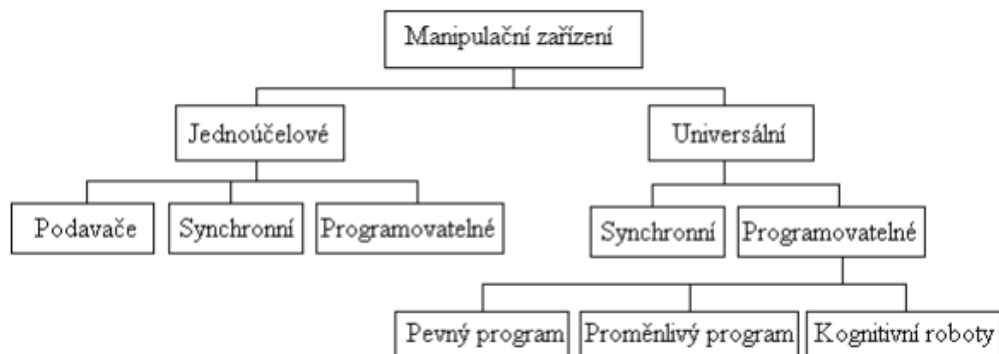 Manipulační zařízení
Jednoúčelové
Universální
Podavače
Synchronní
Programovatelné
Synchronní
Programovatelné
Pevný program
Proměnlivý program
Kognitivní roboty